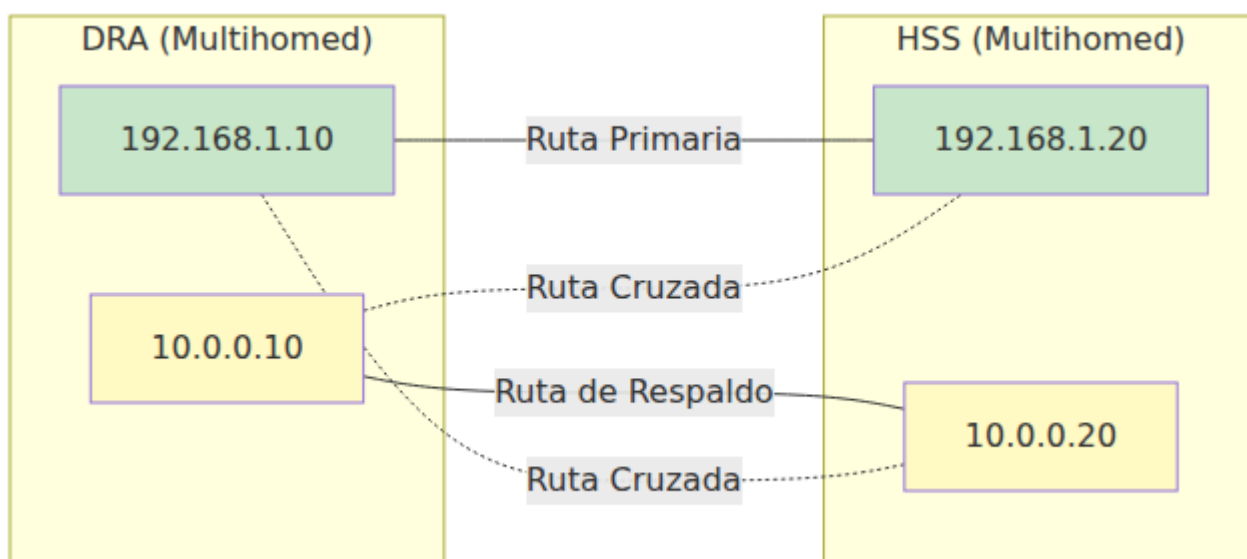 DRA (Multihomed)
HSS (Multihomed)
192.168.1.10
Ruta Primaria
192.168.1.20
Ruta Cruzada
10.0.0.10
Ruta de Respaldo
10.0.0.20
Ruta Cruzada